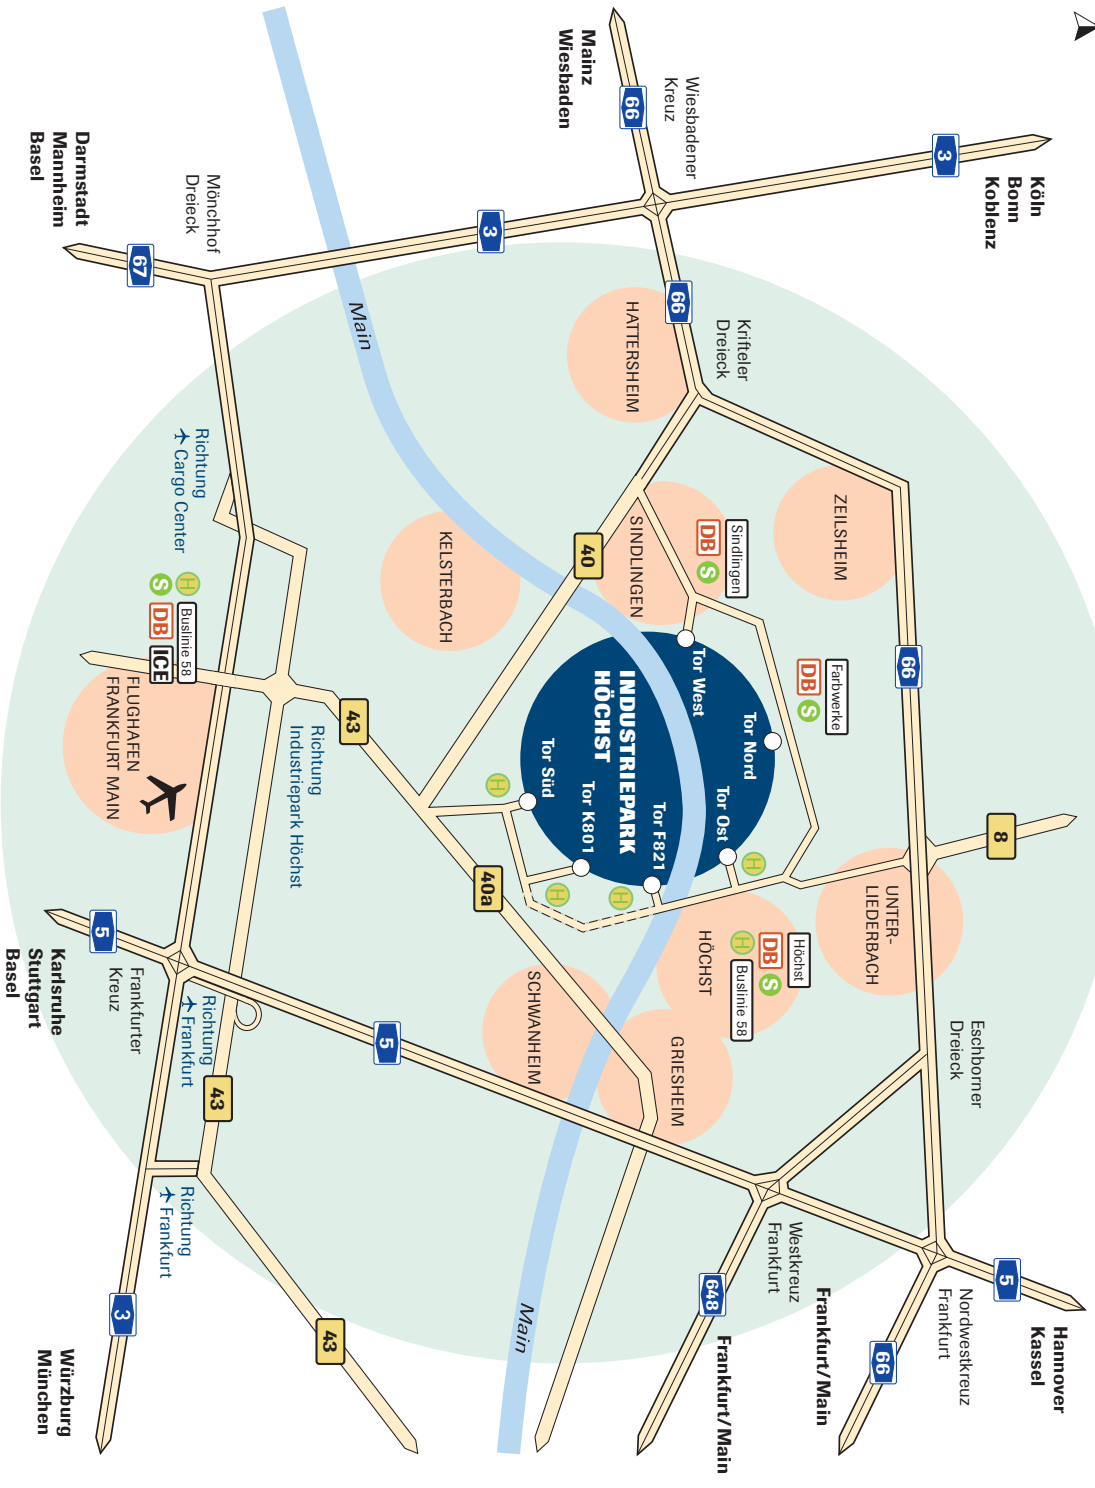 Köln
Bonn
Koblenz
3
Mainz
Wiesbaden
66
Wiesbadener
Kreuz
3
66
Krifteler
Dreieck
HATTERSHEIM
ZEILSHEIM
66
8
UNTER-
LIEDERBACH
Eschborner
Dreieck
Hannover
Kassel
5
Nordwestkreuz
Frankfurt
66
Frankfurt/Main
Westkreuz
Frankfurt
648
Frankfurt/Main
Sindlingen
DB S
SINDLINGEN
Farbwerke
DB S
Tor West
Tor Nord
Tor Ost
H
INDUSTRIEPARK
HÖCHST
Tor F821
Tor K801
Tor Süd
H
H
H
Höchst
DB S
H Buslinie 58
HÖCHST
GRIESHEIM
SCHWANHEIM
40
KELSTERBACH
Main
Main
40a
43
Richtung
Industriepark Höchst
5
Mönchhof
Dreieck
67
Darmstadt
Mannheim
Basel
Richtung
Cargo Center
H Buslinie 58
S DB ICE
FLUGHAFEN
FRANKFURT MAIN
5
Karlsruhe
Stuttgart
Basel
Frankfurter
Kreuz
Richtung
Frankfurt
43
Richtung
Frankfurt
43
3
Würzburg
München